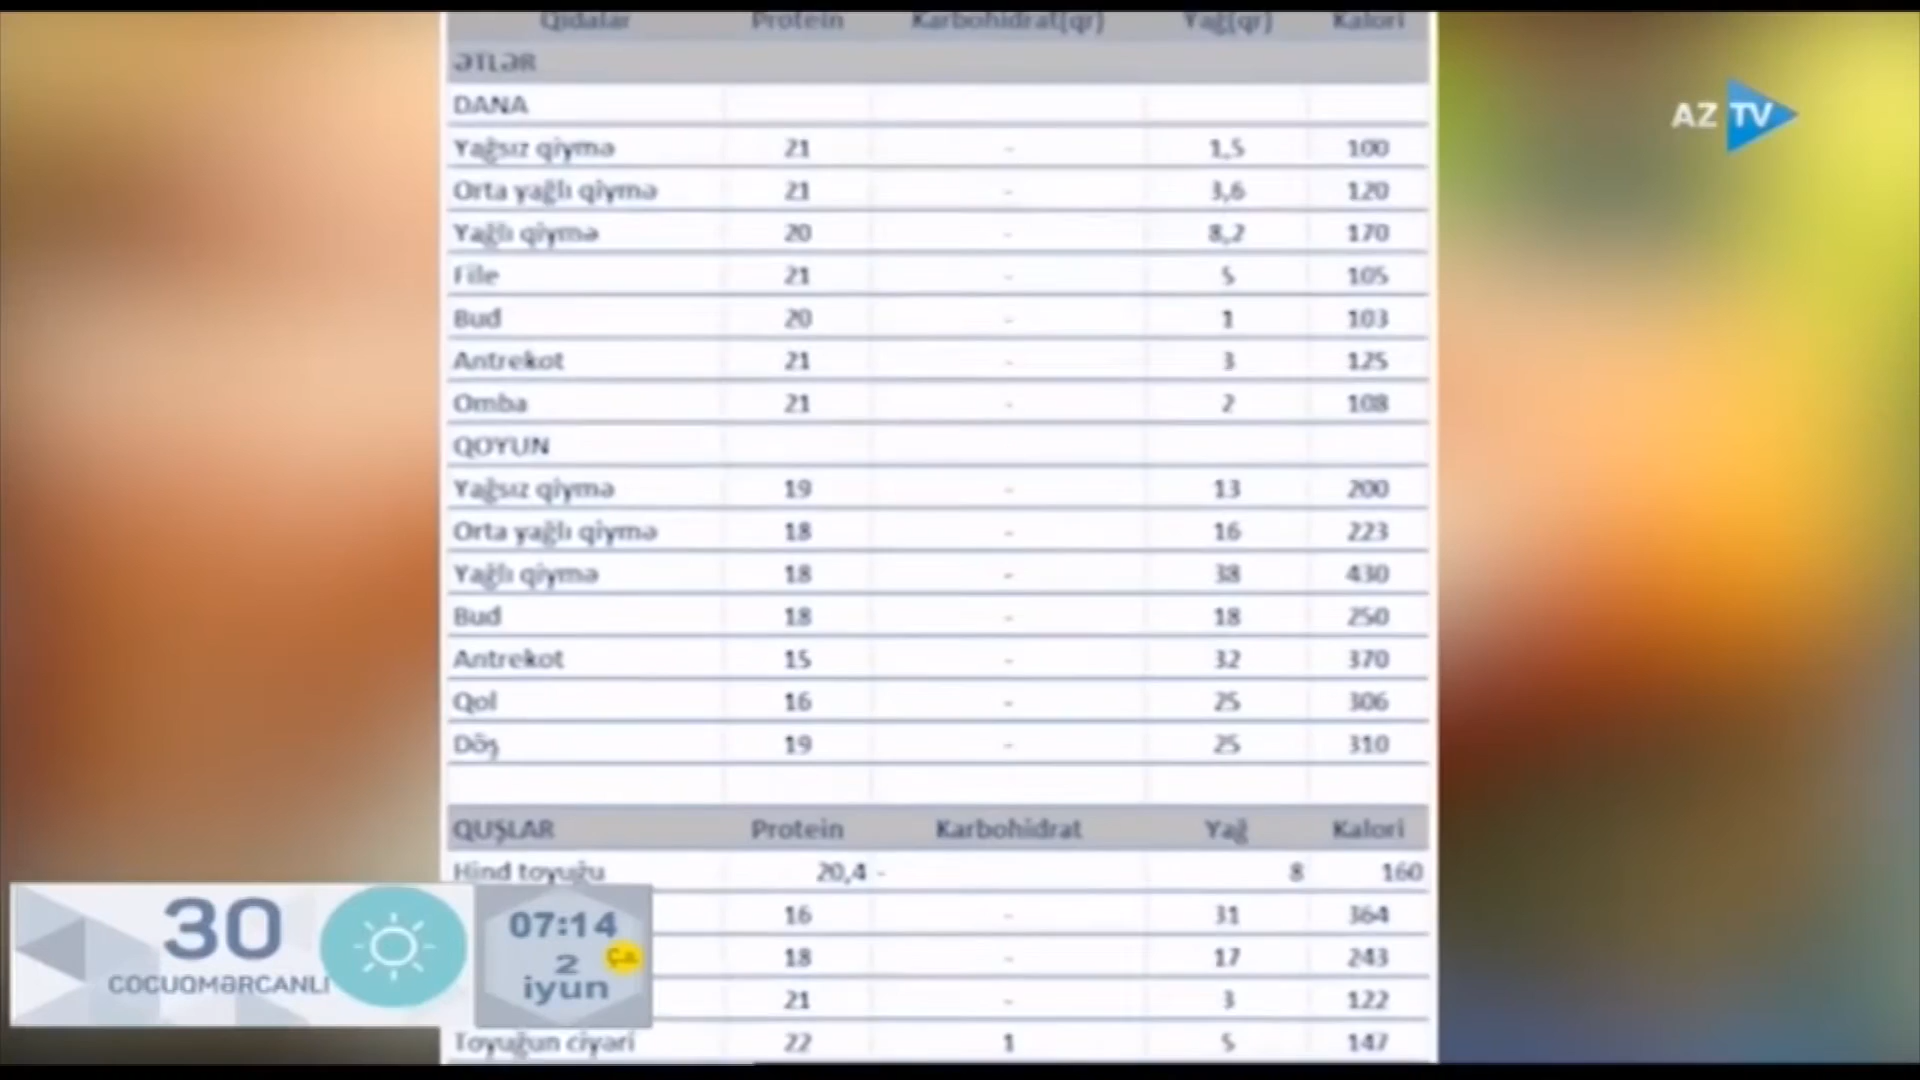 Qidalar Protein Karbohidrat(qr) Yağ(qr) Kalori
ƏTLƏR
DANA
Yağsız qiymə 21 - 1,5 100
Orta yağlı qiymə 21 - 3,6 120
Yağlı qiymə 20 - 8,2 170
File 21 - 5 105
Bud 20 - 1 103
Antrekot 21 - 3 125
Omba 21 - 2 108
QOYUN
Yağsız qiymə 19 - 13 200
Orta yağlı qiymə 18 - 16 223
Yağlı qiymə 18 - 38 430
Bud 18 - 18 250
Antrekot 15 - 32 370
Qol 16 - 25 306
Döş 19 - 25 310
QUŞLAR Protein Karbohidrat Yağ Kalori
Hind toyuğu 20,4 - 8 160
16 - 31 364
18 - 17 243
21 - 3 122
Toyuğun ciyəri 22 1 5 147
AZTV
30
COCUQMƏRCANLI
07:14
2 Ça.
iyun